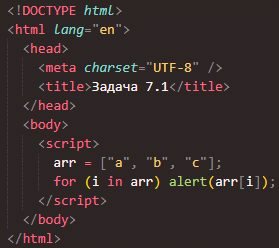 <!DOCTYPE html>
<html lang="en">
  <head>
    <meta charset="UTF-8" />
    <title>Задача 7.1</title>
  </head>
  <body>
    <script>
      arr = ["a", "b", "c"];
      for (i in arr) alert(arr[i]);
    </script>
  </body>
</html>